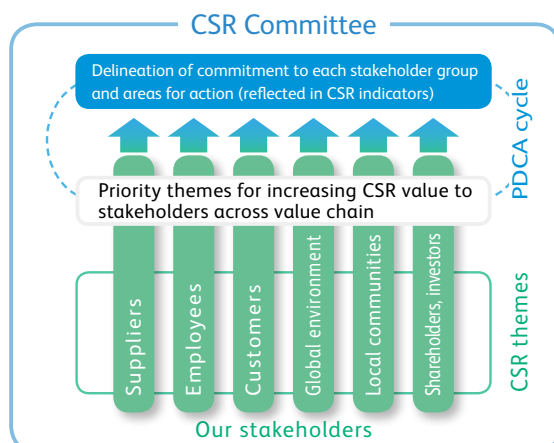 CSR Committee
Delineation of commitment to each stakeholder group
and areas for action (reflected in CSR indicators)
PDCA cycle
Priority themes for increasing CSR value to
stakeholders across value chain
Suppliers
Employees
Customers
Global environment
Local communities
Shareholders, investors
CSR themes
Our stakeholders